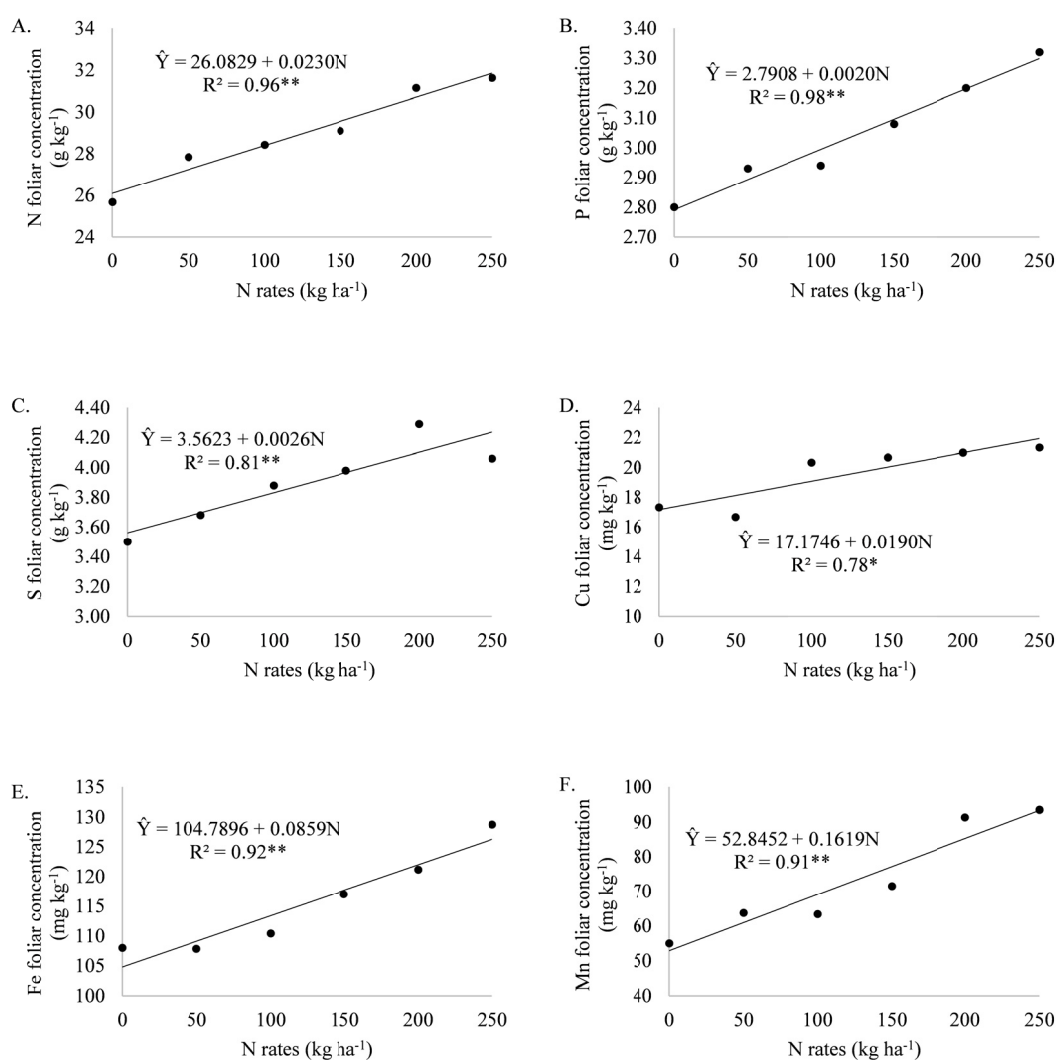 A.
N foliar concentration
(g kg⁻¹)
34
32
30
28
26
24
Ŷ = 26.0829 + 0.0230N
R² = 0.96**
0 50 100 150 200 250
N rates (kg ha⁻¹)
B.
P foliar concentration
(g kg⁻¹)
3.40
3.30
3.20
3.10
3.00
2.90
2.80
2.70
Ŷ = 2.7908 + 0.0020N
R² = 0.98**
0 50 100 150 200 250
N rates (kg ha⁻¹)
C.
S foliar concentration
(g kg⁻¹)
4.40
4.20
4.00
3.80
3.60
3.40
3.20
3.00
Ŷ = 3.5623 + 0.0026N
R² = 0.81**
0 50 100 150 200 250
N rates (kg ha⁻¹)
D.
Cu foliar concentration
(mg kg⁻¹)
24
22
20
18
16
14
12
10
Ŷ = 17.1746 + 0.0190N
R² = 0.78*
0 50 100 150 200 250
N rates (kg ha⁻¹)
E.
Fe foliar concentration
(mg kg⁻¹)
135
130
125
120
115
110
105
100
Ŷ = 104.7896 + 0.0859N
R² = 0.92**
0 50 100 150 200 250
N rates (kg ha⁻¹)
F.
Mn foliar concentration
(mg kg⁻¹)
100
90
80
70
60
50
40
Ŷ = 52.8452 + 0.1619N
R² = 0.91**
0 50 100 150 200 250
N rates (kg ha⁻¹)